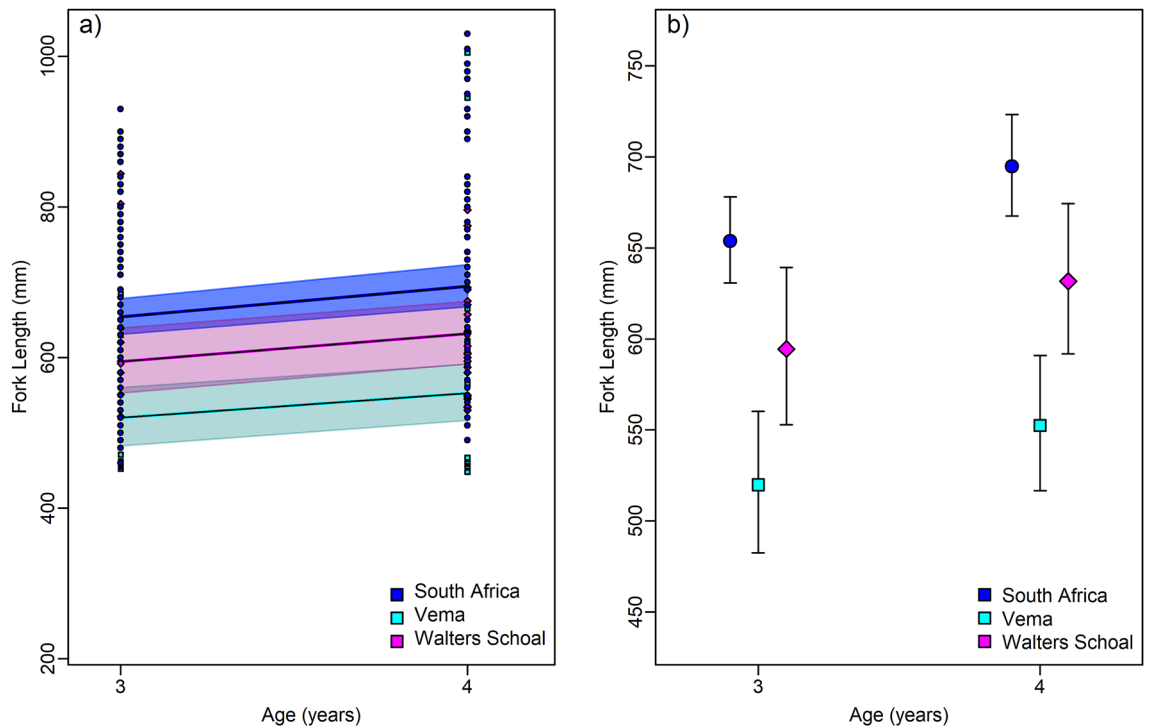 a)
Fork Length (mm)
1000
800
600
400
200
South Africa
Vema
Walters Schoal
3
4
Age (years)
b)
Fork Length (mm)
750
700
650
600
550
500
450
South Africa
Vema
Walters Schoal
3
4
Age (years)